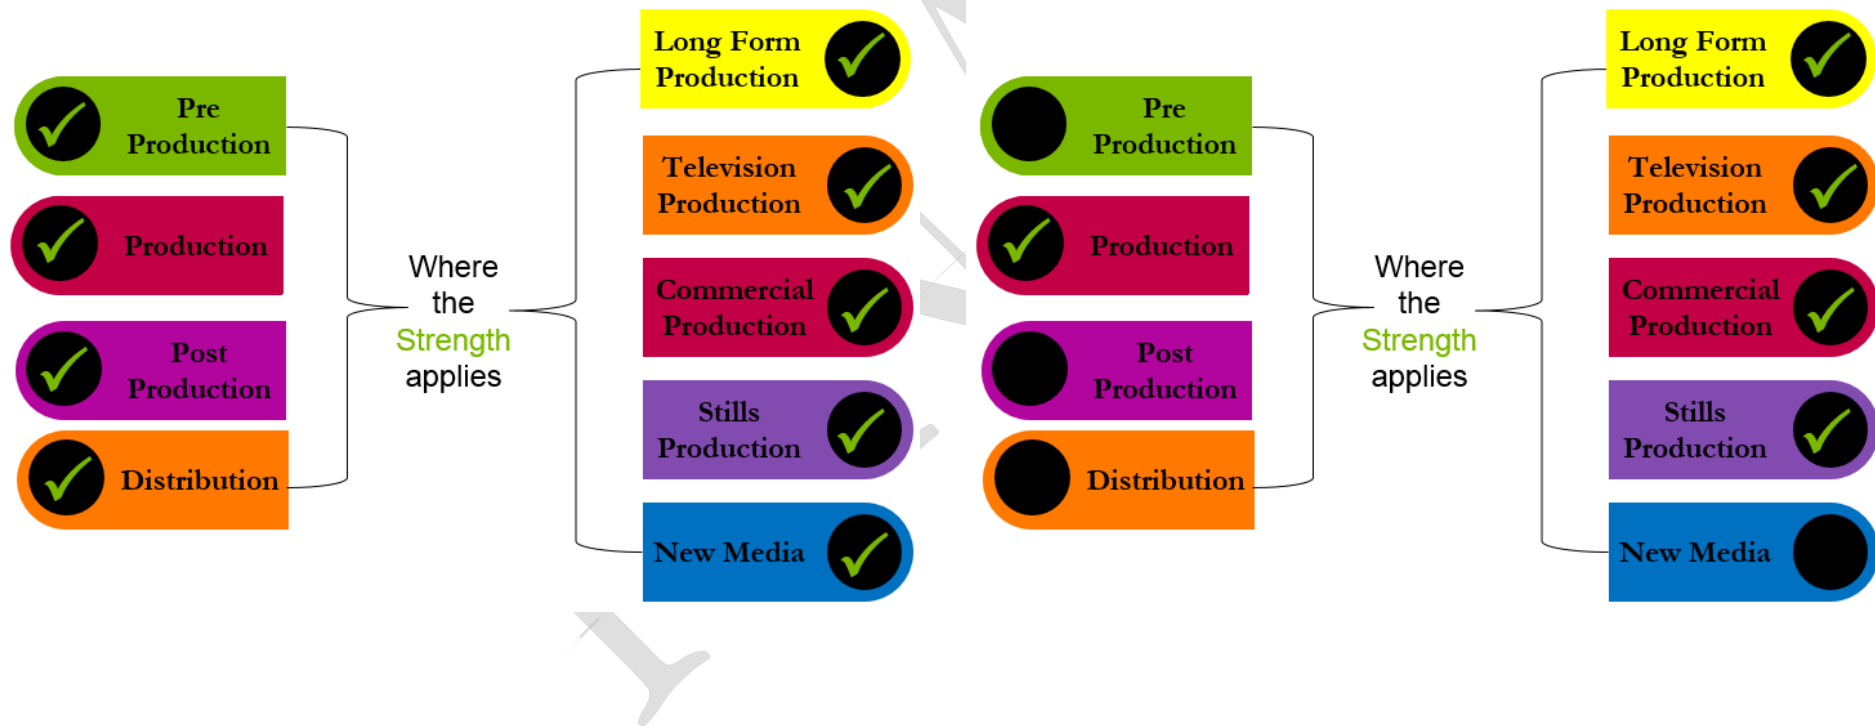 Pre
Production
Production
Post
Production
Distribution
Where
the
Strength
applies
Long Form
Production
Television
Production
Commercial
Production
Stills
Production
New Media
Pre
Production
Production
Post
Production
Distribution
Where
the
Strength
applies
Long Form
Production
Television
Production
Commercial
Production
Stills
Production
New Media